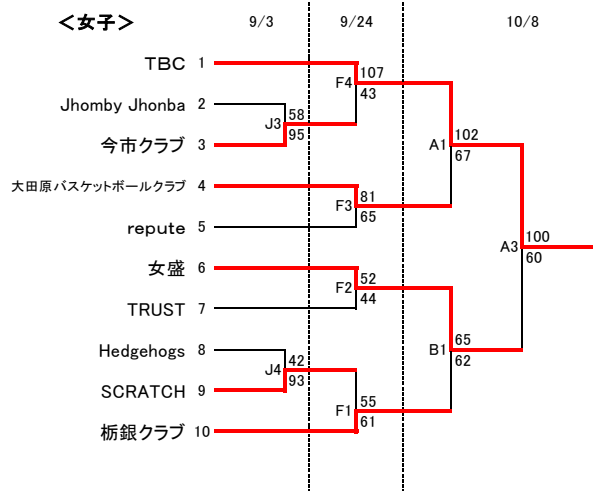 ＜女子＞ 9/3 9/24 10/8
TBC 1
F4 107
43
Jhomby Jhonba 2
J3 58
95
今市クラブ 3
A1 102
67
大田原バスケットボールクラブ 4
F3 81
65
repute 5
A3 100
60
女盛 6
F2 52
44
TRUST 7
Hedgehogs 8
B1 65
62
J4 42
93
SCRATCH 9
F1 55
61
栃銀クラブ 10